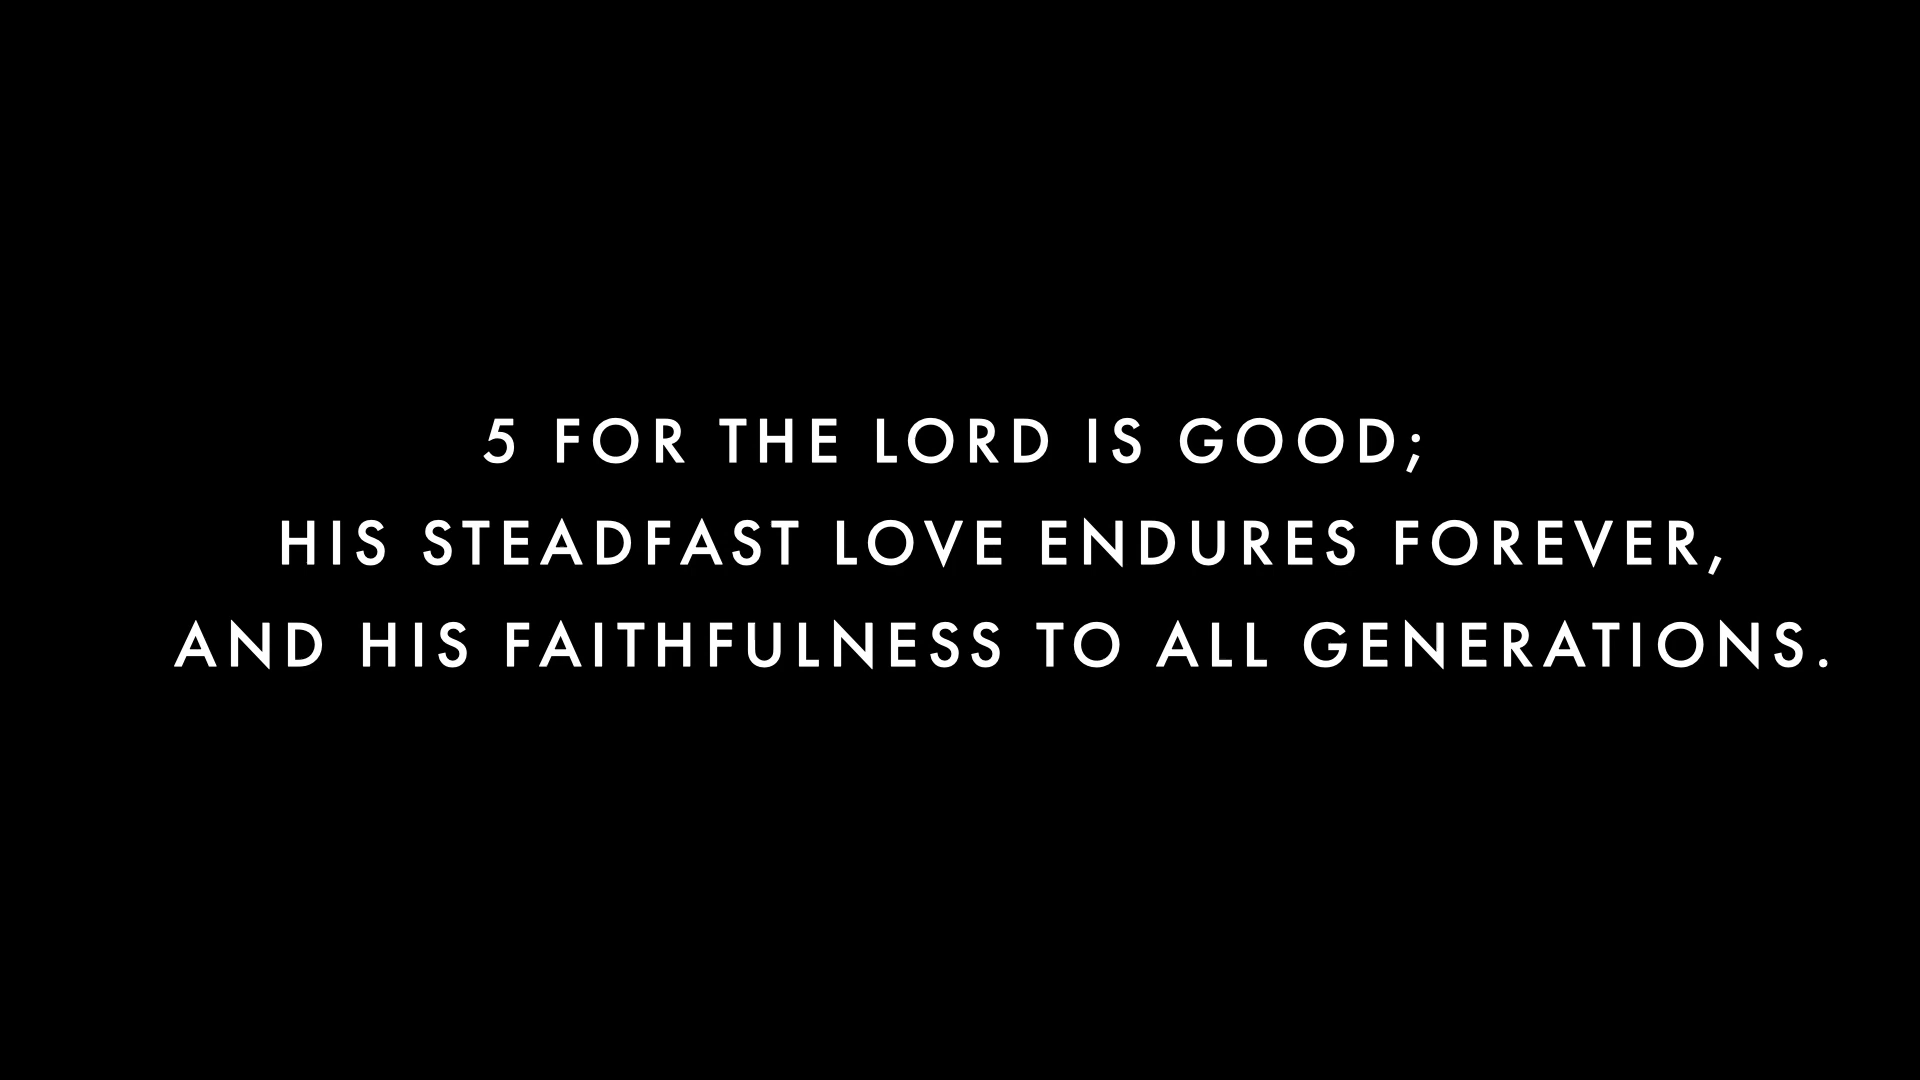 5 FOR THE LORD IS GOOD;
HIS STEADFAST LOVE ENDURES FOREVER,
AND HIS FAITHFULNESS TO ALL GENERATIONS.